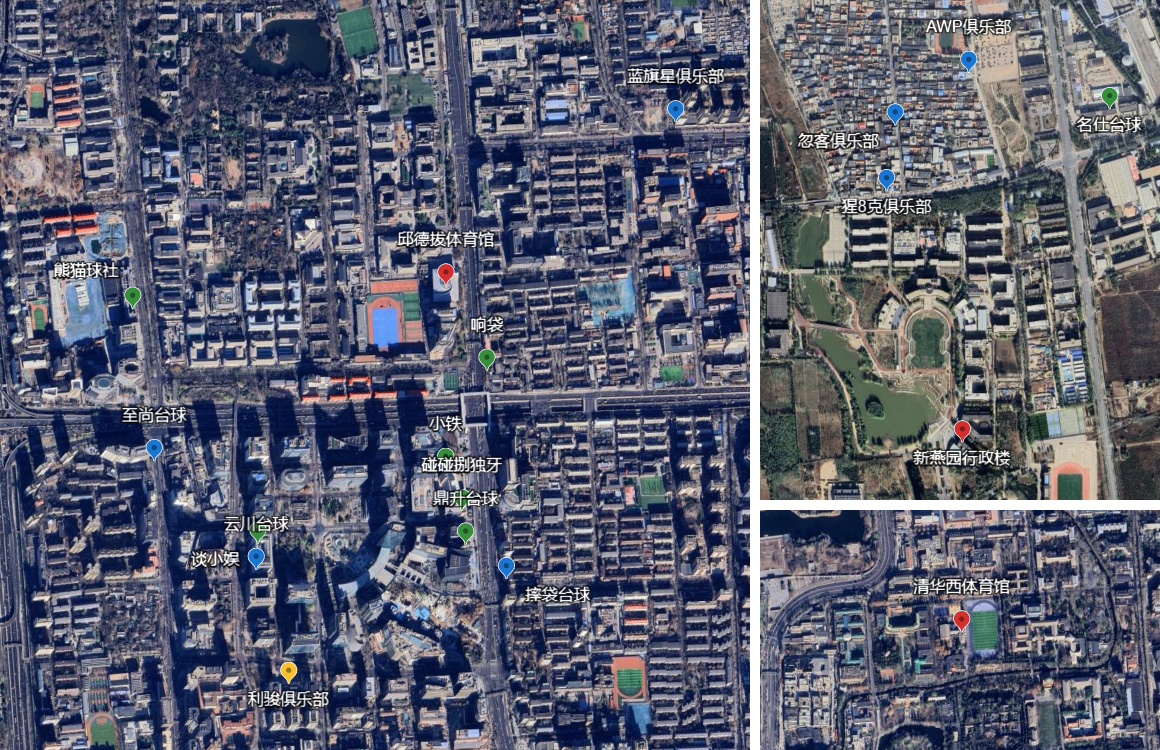 蓝旗星俱乐部
邱德拔体育馆
熊猫球社
响袋
至尚台球
小铁
碰碰捌独牙
鼎升台球
云川台球
谈小娱
摔袋台球
利骏俱乐部
AWP俱乐部
名仕台球
忽客俱乐部
猩8克俱乐部
新燕园行政楼
清华西体育馆